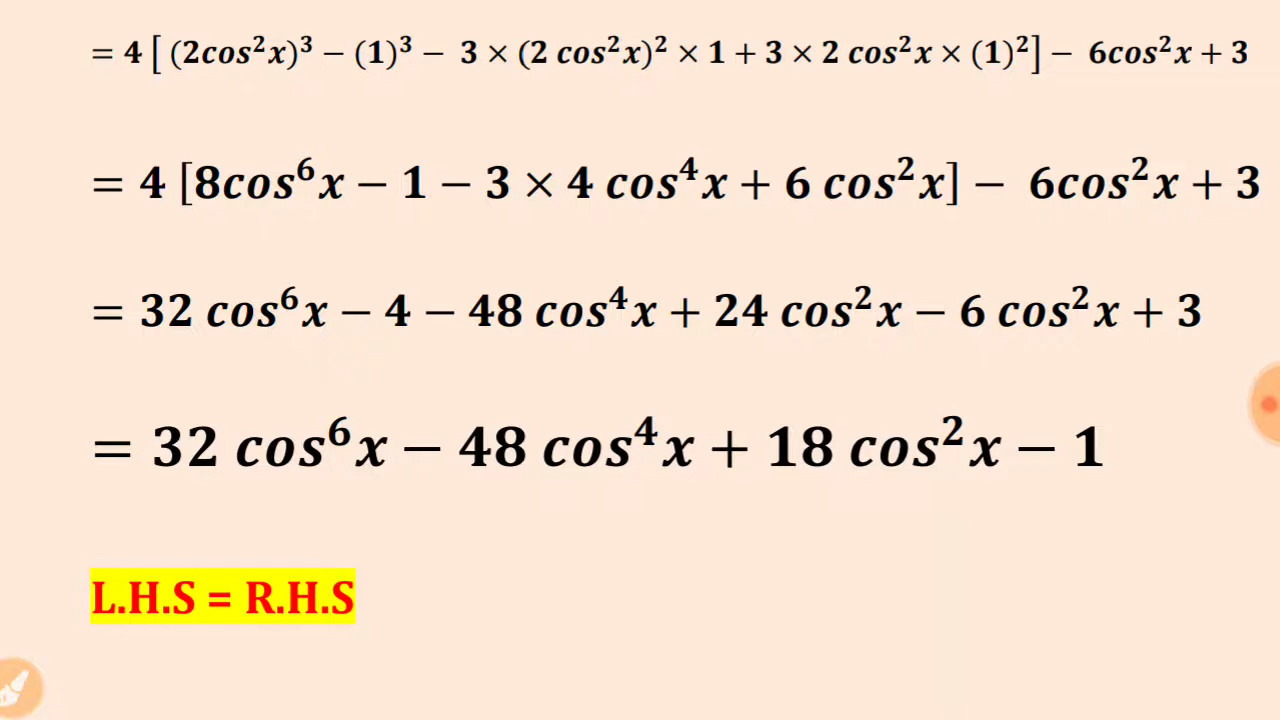 = 4 [ (2cos²x)³ − (1)³ − 3 × (2 cos²x)² × 1 + 3 × 2 cos²x × (1)²] − 6cos²x + 3
= 4 [8cos⁶x − 1 − 3 × 4 cos⁴x + 6 cos²x] − 6cos²x + 3
= 32 cos⁶x − 4 − 48 cos⁴x + 24 cos²x − 6 cos²x + 3
= 32 cos⁶x − 48 cos⁴x + 18 cos²x − 1
L.H.S = R.H.S